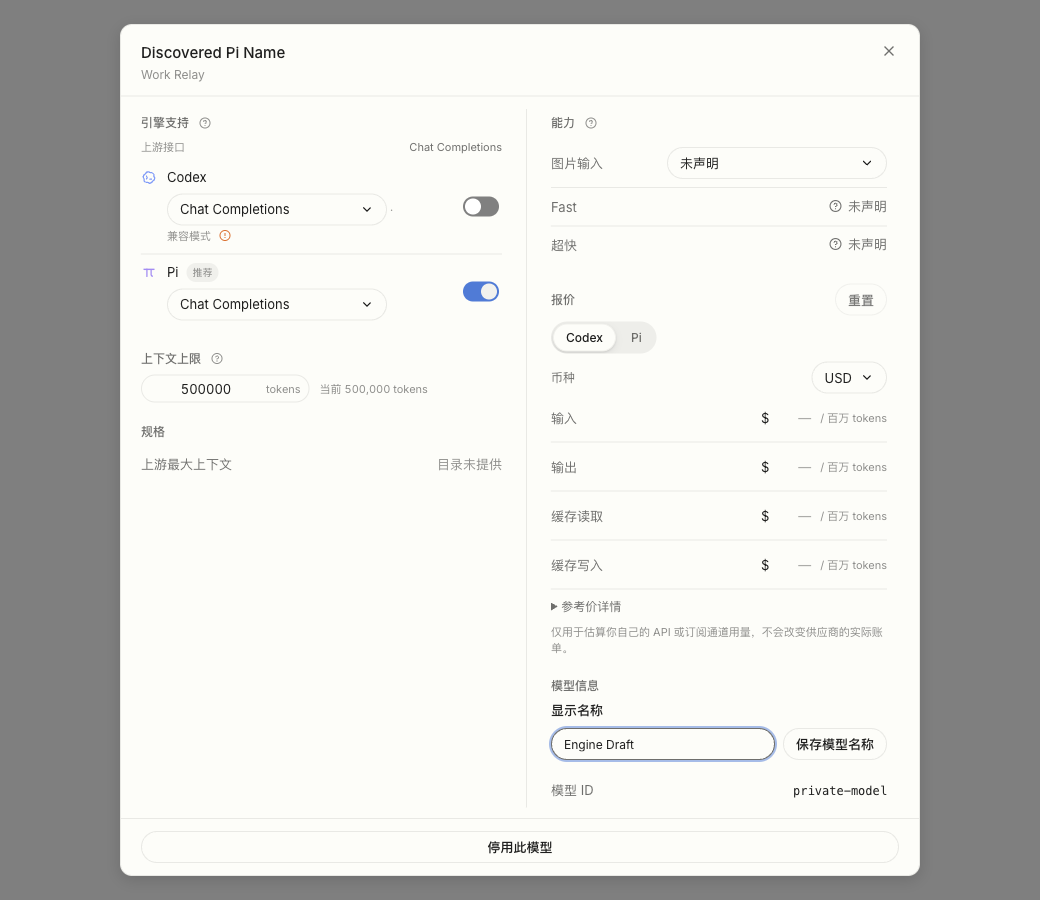 Discovered Pi Name
Work Relay
引擎支持
上游接口 Chat Completions
Codex
Chat Completions
兼容模式
Pi 推荐
Chat Completions
上下文上限
500000 tokens 当前 500,000 tokens
规格
上游最大上下文 目录未提供
能力
图片输入 未声明
Fast 未声明
超快 未声明
报价 重置
Codex Pi
币种 USD
输入 $ — / 百万 tokens
输出 $ — / 百万 tokens
缓存读取 $ — / 百万 tokens
缓存写入 $ — / 百万 tokens
参考价详情
仅用于估算你自己的 API 或订阅通道用量，不会改变供应商的实际账
单。
模型信息
显示名称
Engine Draft 保存模型名称
模型 ID private-model
停用此模型